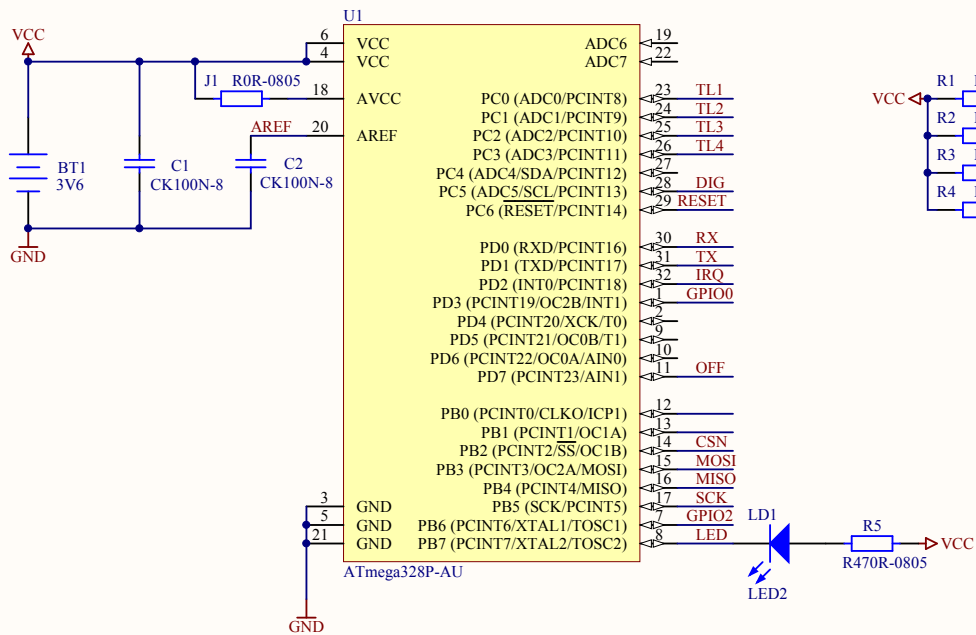 U1
VCC
6 VCC
4 VCC
J1 R0R-0805
18 AVCC
AREF 20 AREF
BT1
3V6
C1
CK100N-8
C2
CK100N-8
GND
3 GND
5 GND
21 GND
GND
ADC6 19
ADC7 22
PC0 (ADC0/PCINT8) 23 TL1
PC1 (ADC1/PCINT9) 24 TL2
PC2 (ADC2/PCINT10) 25 TL3
PC3 (ADC3/PCINT11) 26 TL4
PC4 (ADC4/SDA/PCINT12) 27
PC5 (ADC5/SCL/PCINT13) 28 DIG
PC6 (RESET/PCINT14) 29 RESET
PD0 (RXD/PCINT16) 30 RX
PD1 (TXD/PCINT17) 31 TX
PD2 (INT0/PCINT18) 32 IRQ
PD3 (PCINT19/OC2B/INT1) 1 GPIO0
PD4 (PCINT20/XCK/T0) 2
PD5 (PCINT21/OC0B/T1) 9
PD6 (PCINT22/OC0A/AIN0) 10
PD7 (PCINT23/AIN1) 11 OFF
PB0 (PCINT0/CLKO/ICP1) 12
PB1 (PCINT1/OC1A) 13
PB2 (PCINT2/SS/OC1B) 14 CSN
PB3 (PCINT3/OC2A/MOSI) 15 MOSI
PB4 (PCINT4/MISO) 16 MISO
PB5 (SCK/PCINT5) 17 SCK
PB6 (PCINT6/XTAL1/TOSC1) 7 GPIO2
PB7 (PCINT7/XTAL2/TOSC2) 8 LED
ATmega328P-AU
LD1
LED2
R5
R470R-0805
VCC
VCC
R1
R2
R3
R4